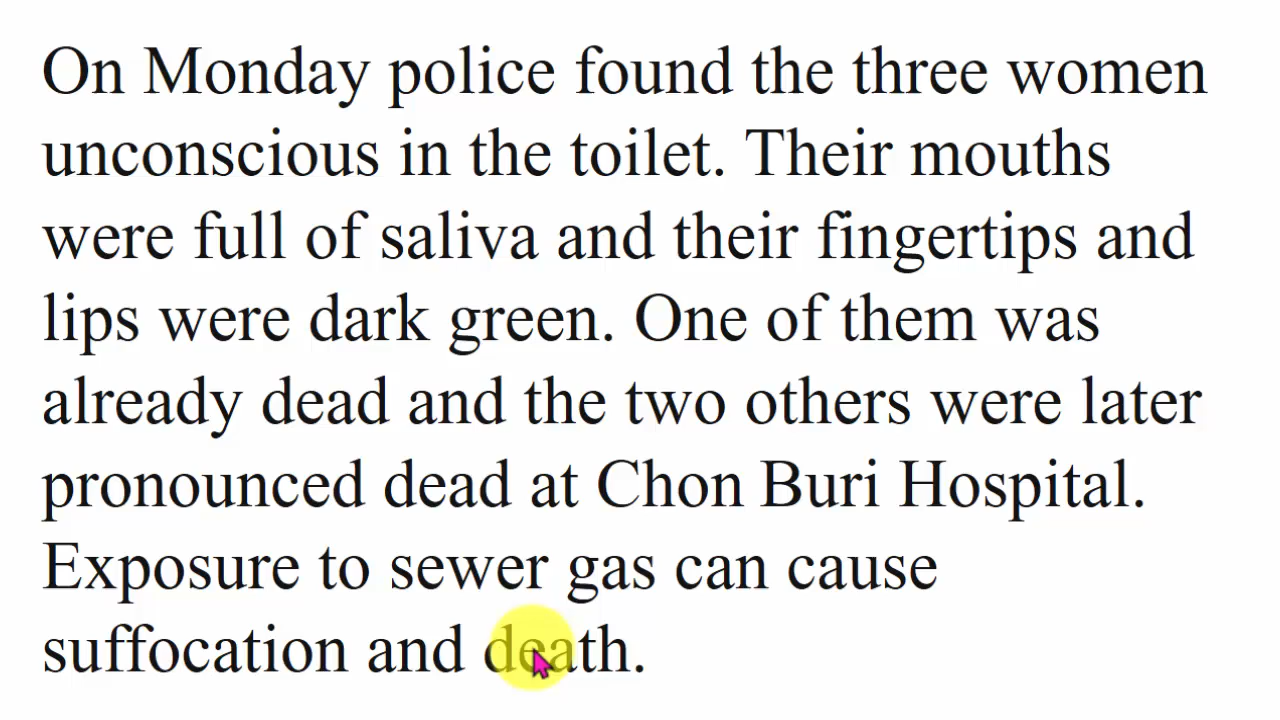 On Monday police found the three women
unconscious in the toilet. Their mouths
were full of saliva and their fingertips and
lips were dark green. One of them was
already dead and the two others were later
pronounced dead at Chon Buri Hospital.
Exposure to sewer gas can cause
suffocation and death.